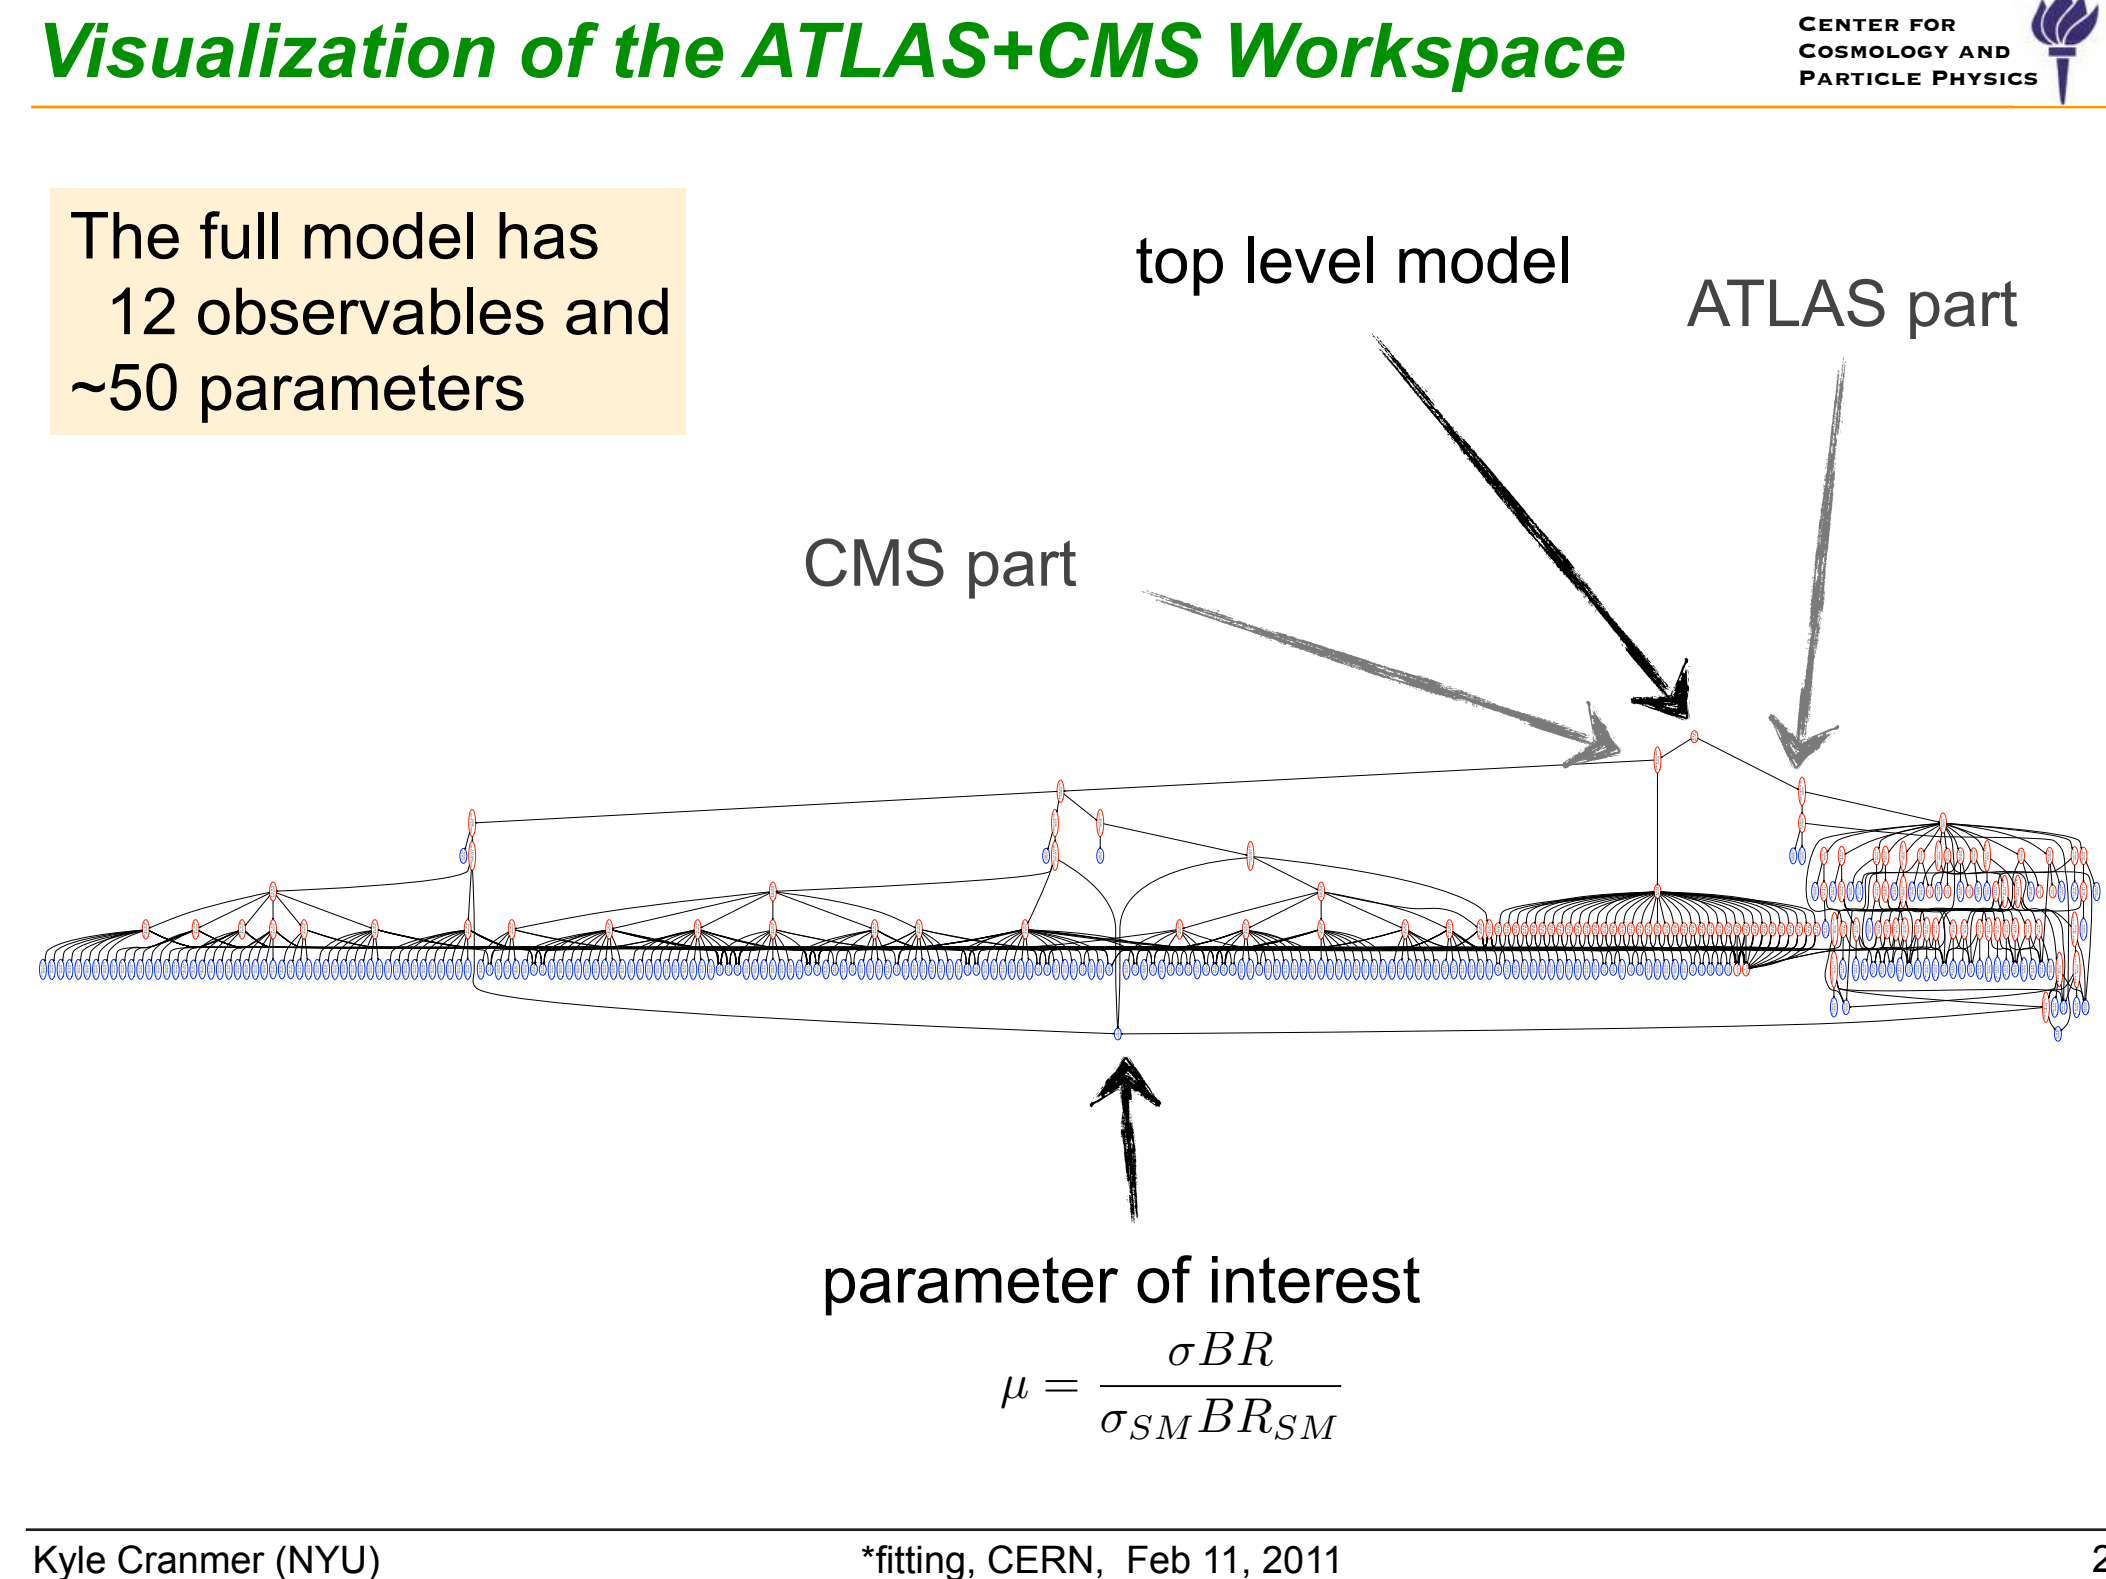 Visualization of the ATLAS+CMS Workspace
CENTER FOR
COSMOLOGY AND
PARTICLE PHYSICS
The full model has
12 observables and
~50 parameters
top level model
ATLAS part
CMS part
parameter of interest
μ = σBR / σ_SM BR_SM
Kyle Cranmer (NYU)
*fitting, CERN, Feb 11, 2011